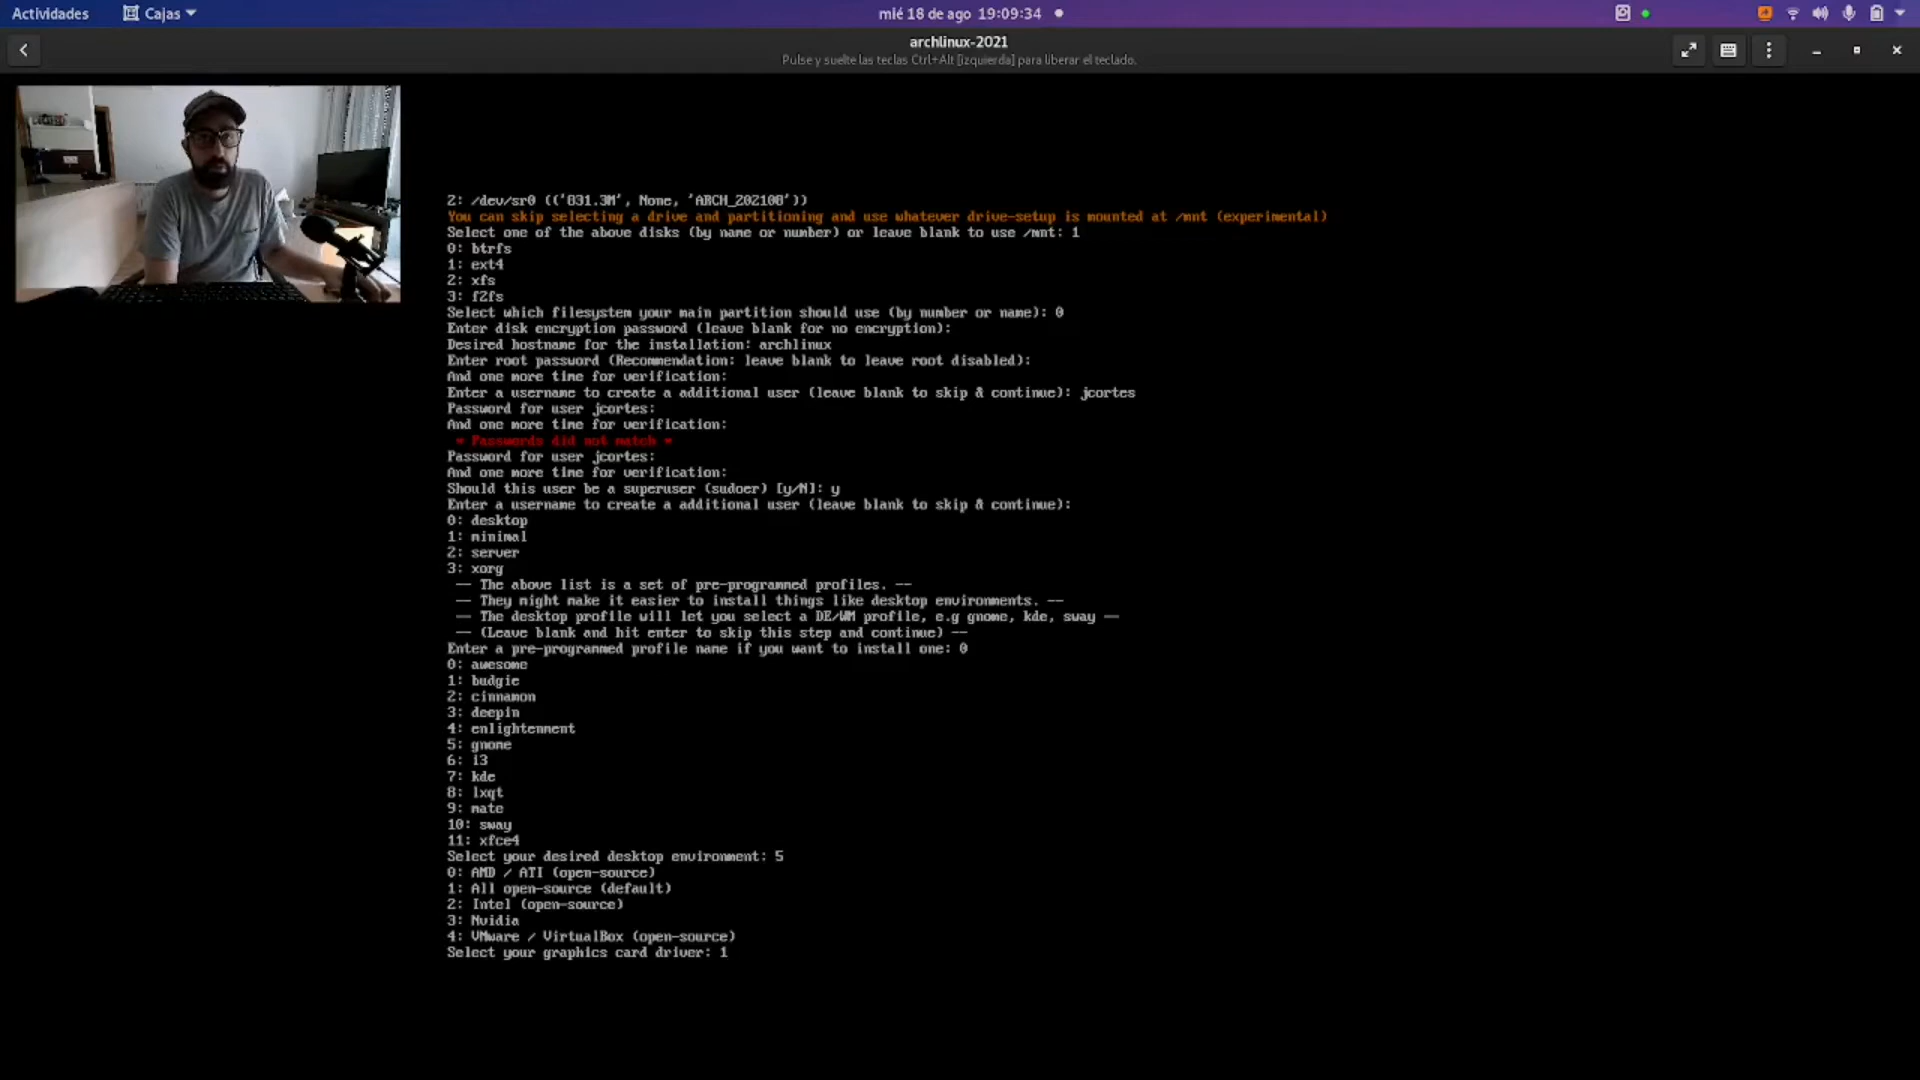 Actividades
Cajas
mié 18 de ago 19:09:34
archlinux-2021
Pulse y suelte las teclas Ctrl+Alt [izquierda] para liberar el teclado.
2: /dev/sr0 (('831.3M', None, 'ARCH_202108'))
You can skip selecting a drive and partitioning and use whatever drive-setup is mounted at /mnt (experimental)
Select one of the above disks (by name or number) or leave blank to use /mnt: 1
0: btrfs
1: ext4
2: xfs
3: f2fs
Select which filesystem your main partition should use (by number or name): 0
Enter disk encryption password (leave blank for no encryption):
Desired hostname for the installation: archlinux
Enter root password (Recommendation: leave blank to leave root disabled):
And one more time for verification:
Enter a username to create a additional user (leave blank to skip & continue): jcortes
Password for user jcortes:
And one more time for verification:
* Passwords did not match *
Password for user jcortes:
And one more time for verification:
Should this user be a superuser (sudoer) [y/N]: y
Enter a username to create a additional user (leave blank to skip & continue):
0: desktop
1: minimal
2: server
3: xorg
-- The above list is a set of pre-programmed profiles. --
-- They might make it easier to install things like desktop environments. --
-- The desktop profile will let you select a DE/WM profile, e.g gnome, kde, sway --
-- (Leave blank and hit enter to skip this step and continue) --
Enter a pre-programmed profile name if you want to install one: 0
0: awesome
1: budgie
2: cinnamon
3: deepin
4: enlightenment
5: gnome
6: i3
7: kde
8: lxqt
9: mate
10: sway
11: xfce4
Select your desired desktop environment: 5
0: AMD / ATI (open-source)
1: All open-source (default)
2: Intel (open-source)
3: Nvidia
4: VMware / VirtualBox (open-source)
Select your graphics card driver: 1